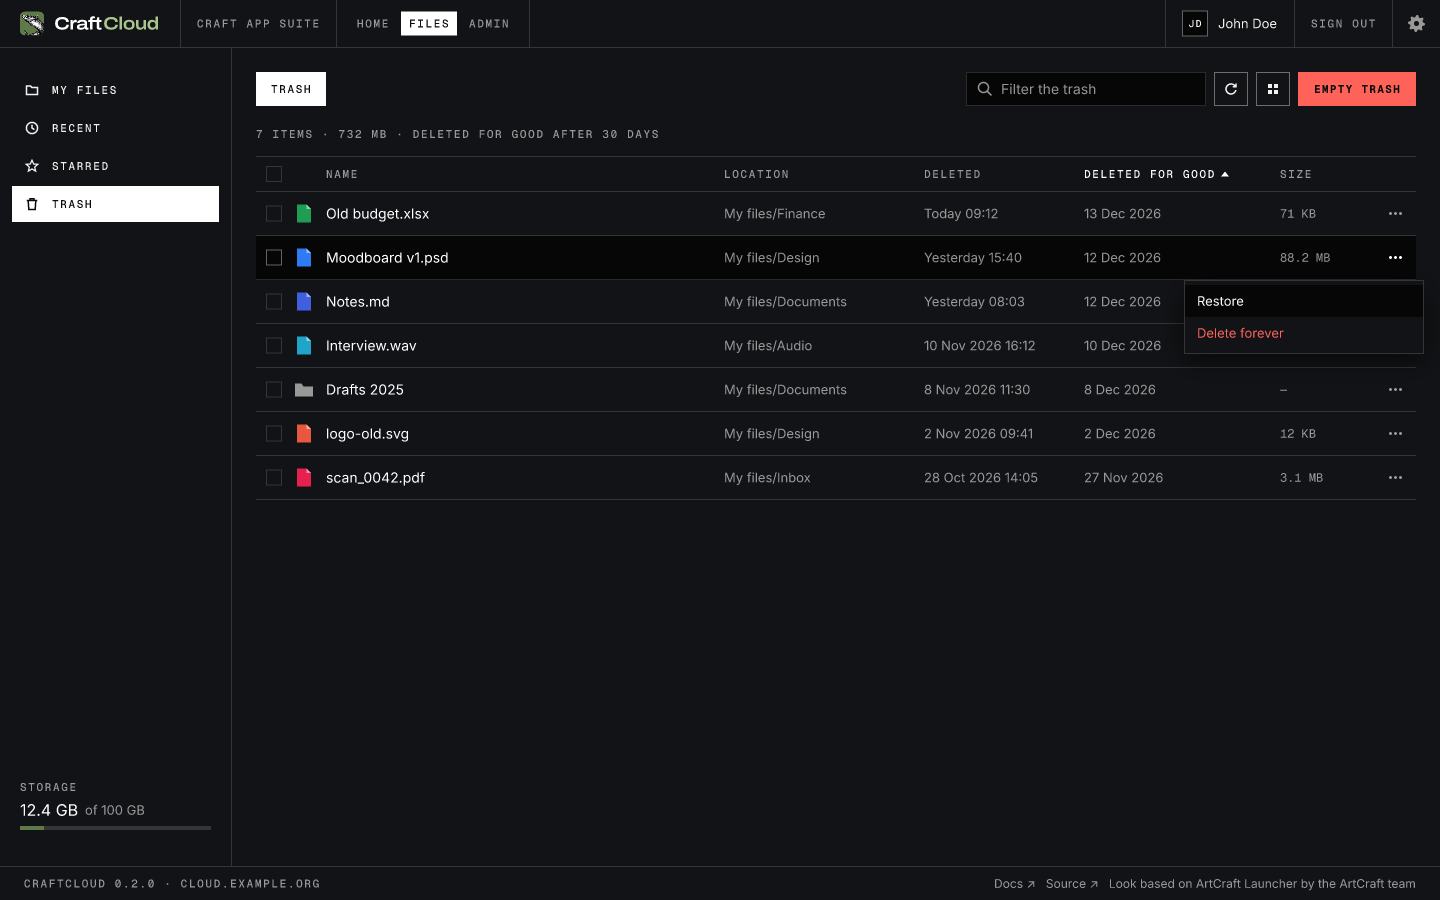 CraftCloud CRAFT APP SUITE HOME FILES ADMIN JD John Doe SIGN OUT
MY FILES
RECENT
STARRED
TRASH
STORAGE
12.4 GB of 100 GB
TRASH Filter the trash EMPTY TRASH
7 ITEMS · 732 MB · DELETED FOR GOOD AFTER 30 DAYS
NAME LOCATION DELETED DELETED FOR GOOD SIZE
Old budget.xlsx My files/Finance Today 09:12 13 Dec 2026 71 KB
Moodboard v1.psd My files/Design Yesterday 15:40 12 Dec 2026 88.2 MB
Notes.md My files/Documents Yesterday 08:03 12 Dec 2026
Interview.wav My files/Audio 10 Nov 2026 16:12 10 Dec 2026
Drafts 2025 My files/Documents 8 Nov 2026 11:30 8 Dec 2026 –
logo-old.svg My files/Design 2 Nov 2026 09:41 2 Dec 2026 12 KB
scan_0042.pdf My files/Inbox 28 Oct 2026 14:05 27 Nov 2026 3.1 MB
Restore
Delete forever
CRAFTCLOUD 0.2.0 · CLOUD.EXAMPLE.ORG Docs ↗ Source ↗ Look based on ArtCraft Launcher by the ArtCraft team